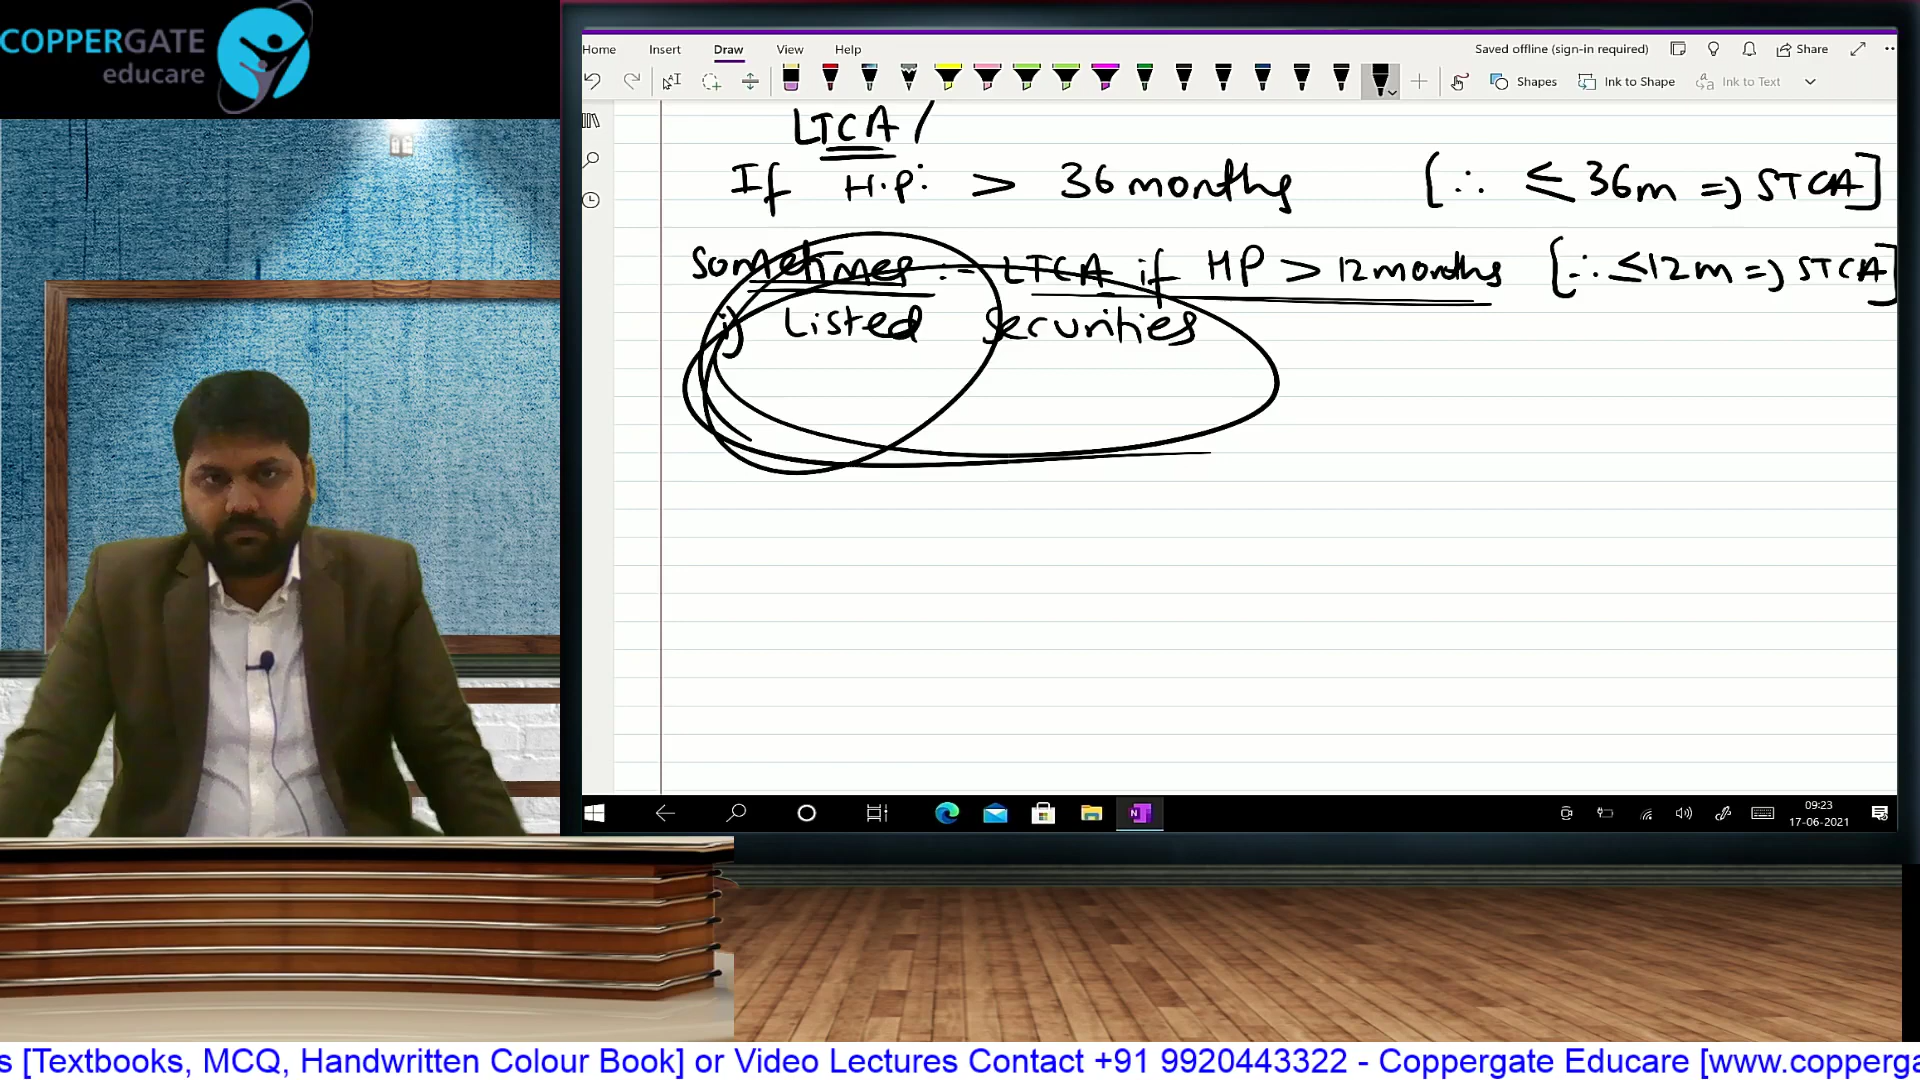 COPPERGATE
educare
Home Insert Draw View Help
Saved offline (sign-in required) Share
Shapes Ink to Shape Ink to Text
LTCA /
If H.P. > 36 months [∴ ≤ 36m => STCA]
Sometimes :- LTCA if HP > 12 months [∴ ≤ 12m => STCA]
i) Listed Securities
09:23
17-06-2021
s [Textbooks, MCQ, Handwritten Colour Book] or Video Lectures Contact +91 9920443322 - Coppergate Educare [www.copperga